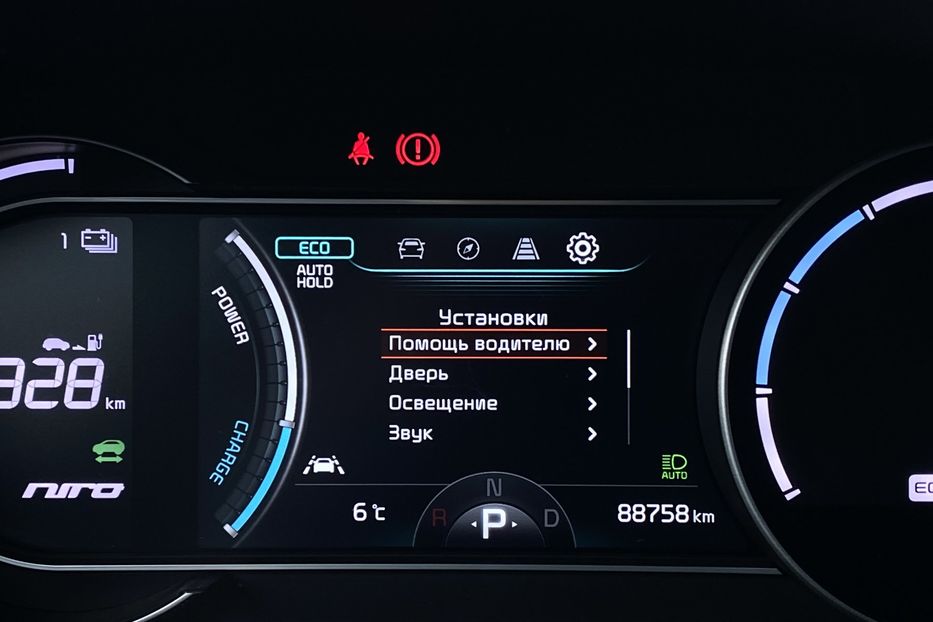 1
ECO
AUTO
HOLD
POWER
Установки
Помощь водителю
Дверь
Освещение
Звук
328 km
CHARGE
NIRO
AUTO
6°C
N
R P D
88758 km